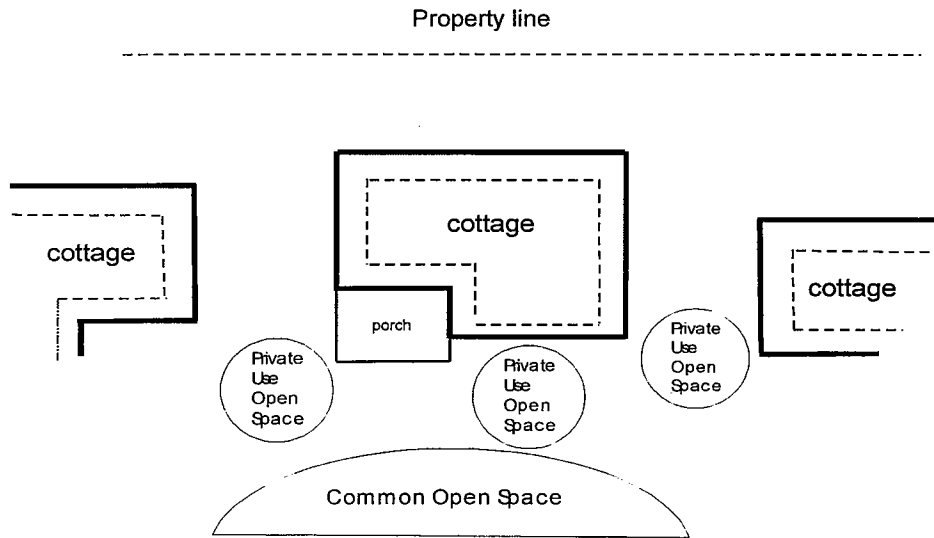 Property line
cottage
cottage
cottage
porch
Private
Use
Open
Space
Private
Use
Open
Space
Private
Use
Open
Space
Common Open Space